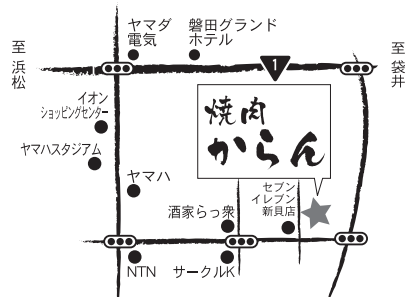 ヤマダ
電気
磐田グランド
ホテル
至浜松
至袋井
1
イオン
ショッピングセンター
焼肉
からん
ヤマハスタジアム
ヤマハ
セブン
イレブン
新貝店
酒家らっ衆
NTN
サークルK